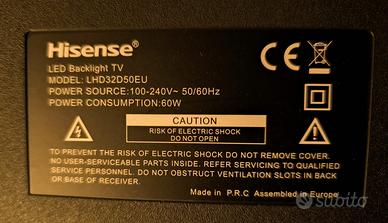 Hisense
LED Backlight TV
MODEL: LHD32D50EU
POWER SOURCE:100-240V~ 50/60Hz
POWER CONSUMPTION:60W
CE
CAUTION
RISK OF ELECTRIC SHOCK
DO NOT OPEN
TO PREVENT THE RISK OF ELECTRIC SHOCK DO NOT REMOVE BACK.
NO USER-SERVICEABLE PARTS INSIDE. REFER SERVICING TO QUALIFIED
SERVICE PERSONNEL. DO NOT OBSTRUCT VENTILATION SLOTS IN
OR BASE OF RECEIVER.
Made in P.R.C Assembled in Europe
subito